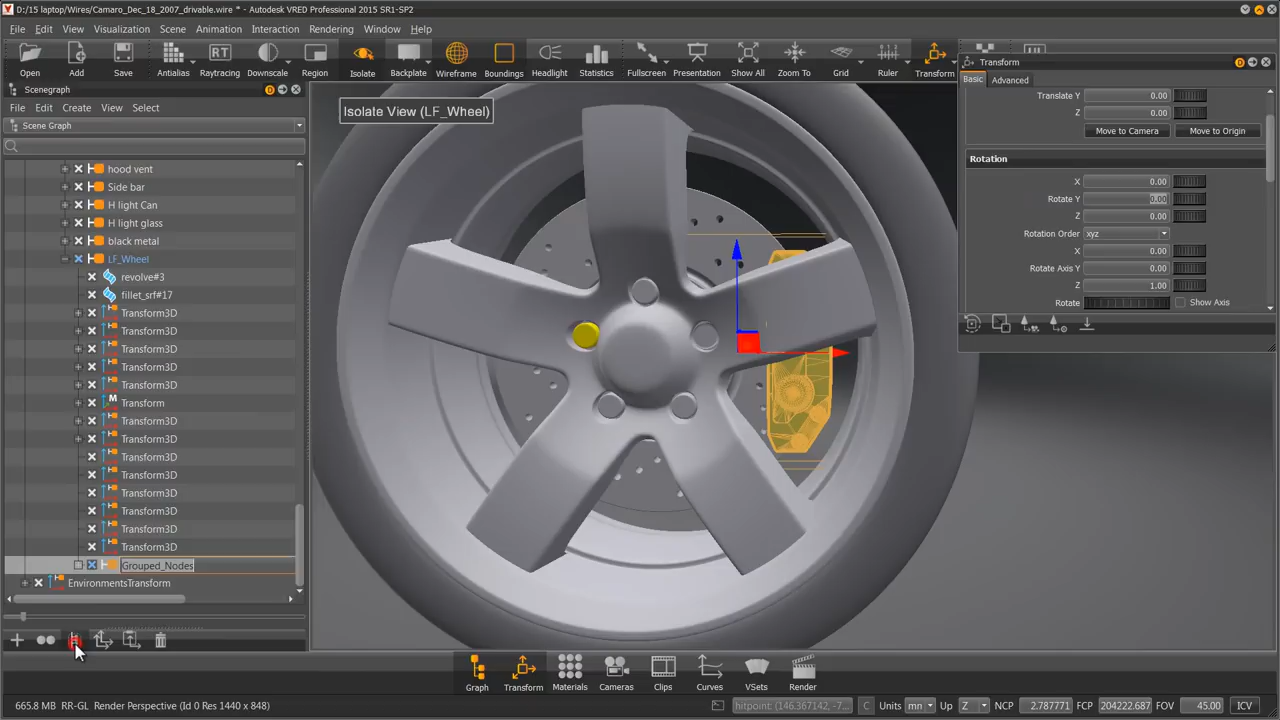 D:/15 laptop/Wires/Camaro_Dec_18_2007_drivable.wire * - Autodesk VRED Professional 2015 SR1-SP2
File Edit View Visualization Scene Animation Interaction Rendering Window Help
Open Add Save Antialias Raytracing Downscale Region Isolate Backplate Wireframe Boundings Headlight Statistics Fullscreen Presentation Show All Zoom To Grid Ruler Transform
RT
Transform
Basic Advanced
Translate Y 0.00
Z 0.00
Move to Camera Move to Origin
Rotation
X 0.00
Rotate Y 0.00
Z 0.00
Rotation Order xyz
X 0.00
Rotate Axis Y 0.00
Z 1.00
Rotate Show Axis
Scenegraph
File Edit Create View Select
Scene Graph
hood vent
Side bar
H light Can
H light glass
black metal
LF_Wheel
revolve#3
fillet_srf#17
Transform3D
Transform3D
Transform3D
Transform3D
Transform3D
M Transform
Transform3D
Transform3D
Transform3D
Transform3D
Transform3D
Transform3D
Transform3D
Transform3D
Grouped_Nodes
EnvironmentsTransform
Isolate View (LF_Wheel)
Graph Transform Materials Cameras Clips Curves VSets Render
665.8 MB RR-GL Render Perspective (Id 0 Res 1440 x 848) hitpoint: (146.367142, -7... C Units mn Up Z NCP 2.787771 FCP 204222.687 FOV 45.00 ICV